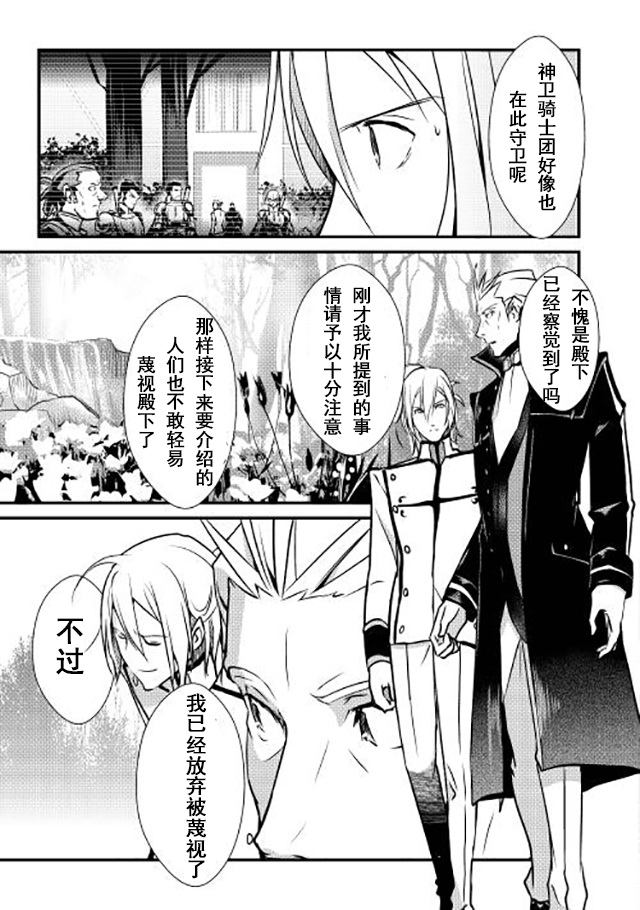 神卫骑士团好像也
在此守卫呢
不愧是殿下
已经察觉到了吗
刚才我所提到的事
情请予以十分注意
那样接下来要介绍的
人们也不敢轻易
蔑视殿下了
不过
我已经放弃被
蔑视了